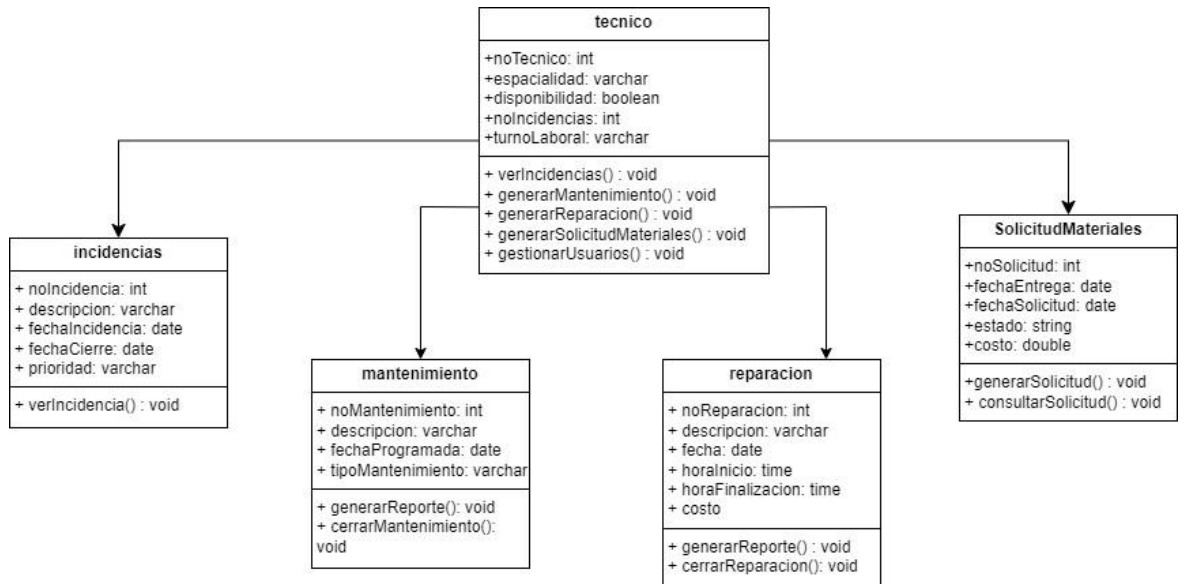 tecnico
+noTecnico: int
+espacialidad: varchar
+disponibilidad: boolean
+noIncidencias: int
+turnoLaboral: varchar
+ verIncidencias() : void
+ generarMantenimiento() : void
+ generarReparacion() : void
+ generarSolicitudMateriales() : void
+ gestionarUsuarios() : void
incidencias
+ noIncidencia: int
+ descripcion: varchar
+ fechaIncidencia: date
+ fechaCierre: date
+ prioridad: varchar
+ verIncidencia() : void
mantenimiento
+ noMantenimiento: int
+ descripcion: varchar
+ fechaProgramada: date
+ tipoMantenimiento: varchar
+ generarReporte(): void
+ cerrarMantenimiento():
void
reparacion
+ noReparacion: int
+ descripcion: varchar
+ fecha: date
+ horaInicio: time
+ horaFinalizacion: time
+ costo
+ generarReporte() : void
+ cerrarReparacion(): void
SolicitudMateriales
+noSolicitud: int
+fechaEntrega: date
+fechaSolicitud: date
+estado: string
+costo: double
+generarSolicitud() : void
+ consultarSolicitud() : void